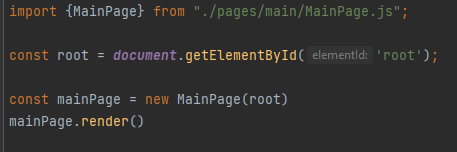 import {MainPage} from "./pages/main/MainPage.js";
const root = document.getElementById( elementId: 'root');
const mainPage = new MainPage(root)
mainPage.render()